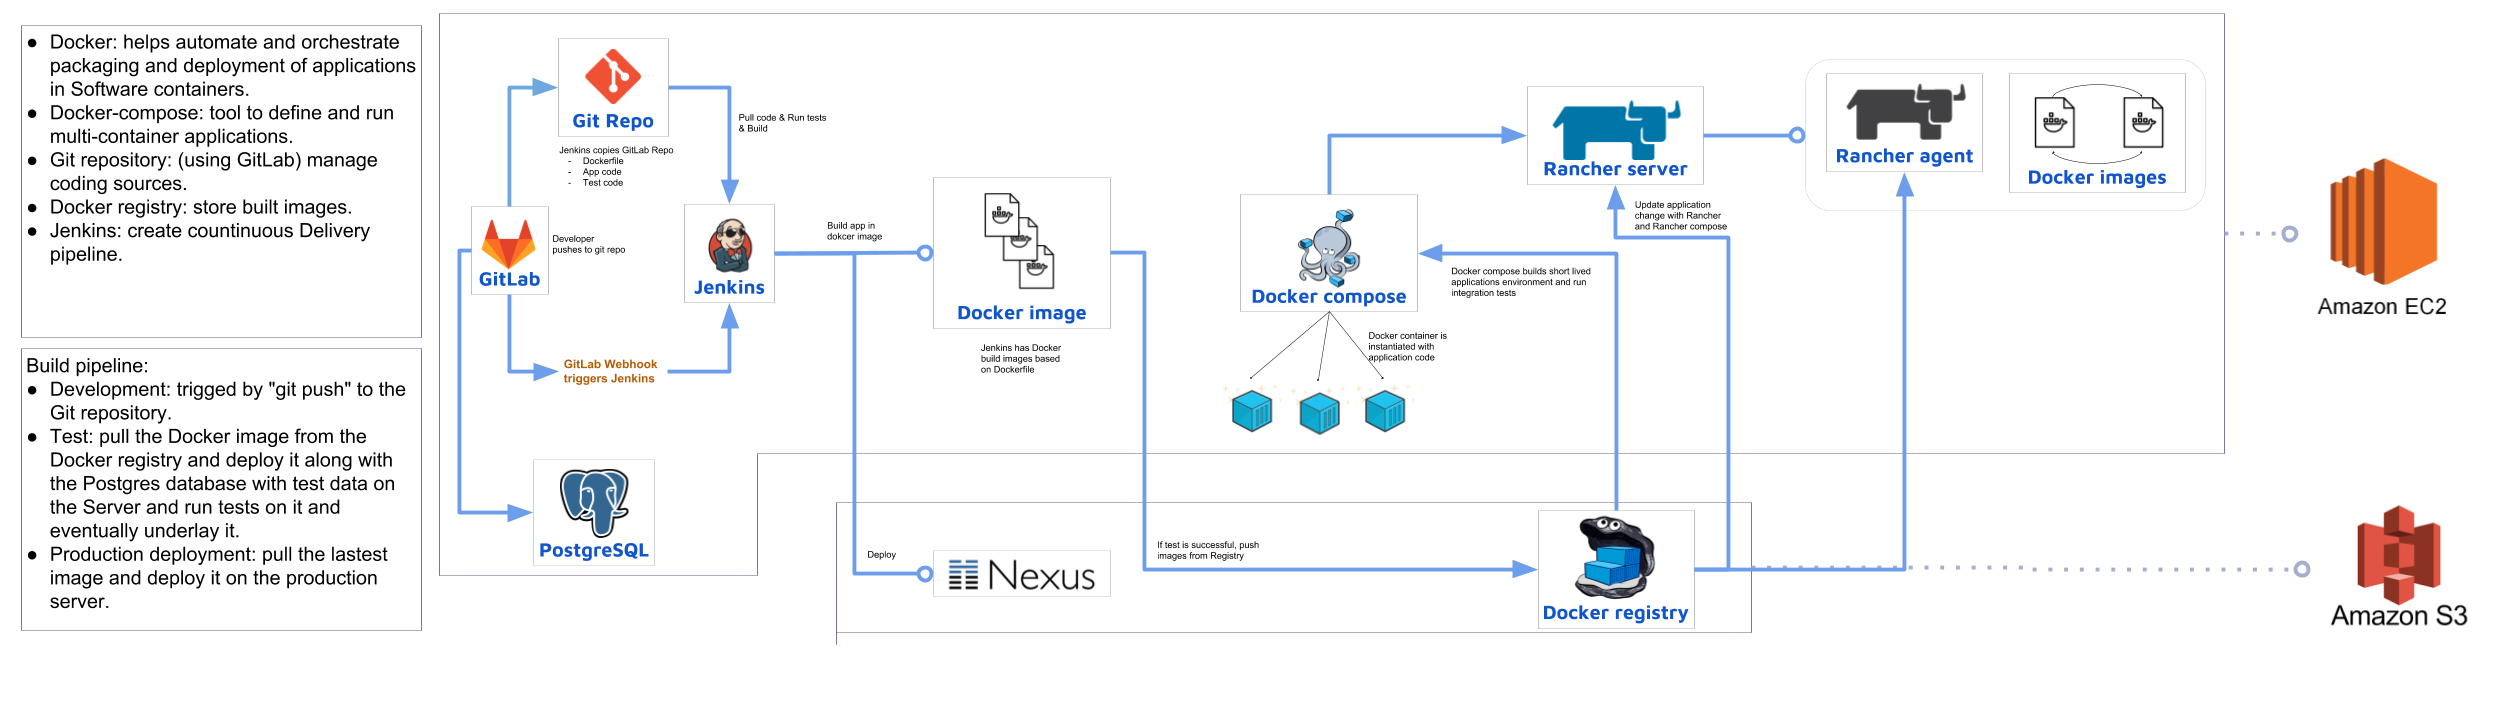 ● Docker: helps automate and orchestrate
packaging and deployment of applications
in Software containers.
● Docker-compose: tool to define and run
multi-container applications.
● Git repository: (using GitLab) manage
coding sources.
● Docker registry: store built images.
● Jenkins: create countinuous Delivery
pipeline.
Build pipeline:
● Development: trigged by "git push" to the
Git repository.
● Test: pull the Docker image from the
Docker registry and deploy it along with
the Postgres database with test data on
the Server and run tests on it and
eventually underlay it.
● Production deployment: pull the lastest
image and deploy it on the production
server.
Git Repo
Jenkins copies GitLab Repo
- Dockerfile
- App code
- Test code
Pull code & Run tests
& Build
GitLab
Developer
pushes to git repo
Jenkins
GitLab Webhook
triggers Jenkins
PostgreSQL
Build app in
dokcer image
Docker image
Jenkins has Docker
build images based
on Dockerfile
Deploy
Nexus
If test is successful, push
images from Registry
Docker compose
Docker container is
instantiated with
application code
Docker compose builds short lived
applications environment and run
integration tests
Rancher server
Update application
change with Rancher
and Rancher compose
Rancher agent
Docker images
Docker registry
Amazon EC2
Amazon S3